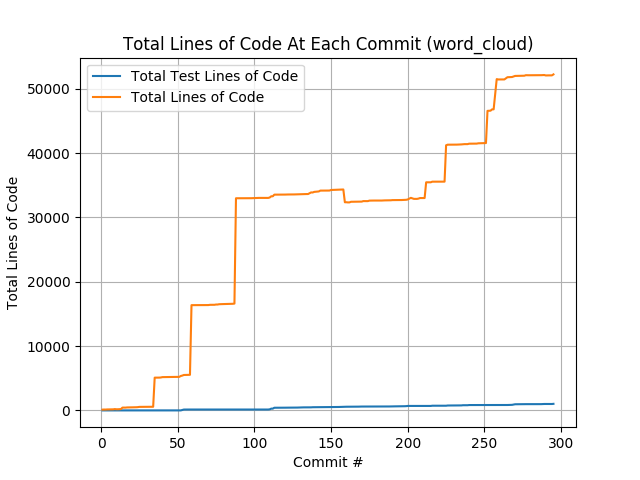 Total Lines of Code At Each Commit (word_cloud)
Total Test Lines of Code
Total Lines of Code
Total Lines of Code
50000
40000
30000
20000
10000
0
0 50 100 150 200 250 300
Commit #